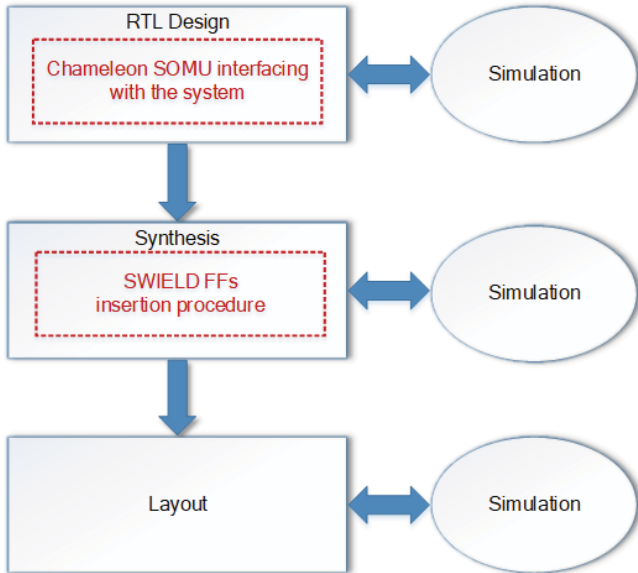 RTL Design
Chameleon SOMU interfacing
with the system
Simulation
Synthesis
SWIELD FFs
insertion procedure
Simulation
Layout
Simulation